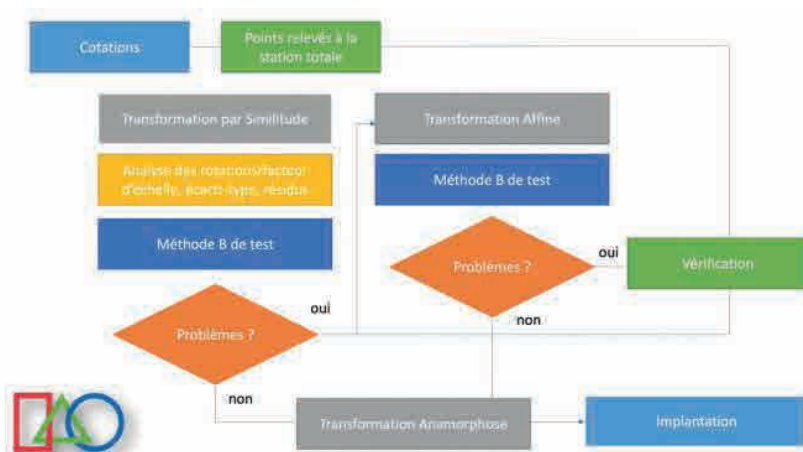 Cotations
Points relevés à la
station totale
Transformation par Similitude
Analyse des rotations/facteur
d'échelle, écarts-type, résidus
Méthode B de test
Problèmes ?
oui
non
Transformation Affine
Méthode B de test
Problèmes ?
oui
non
Vérification
Transformation Anamorphose
Implantation